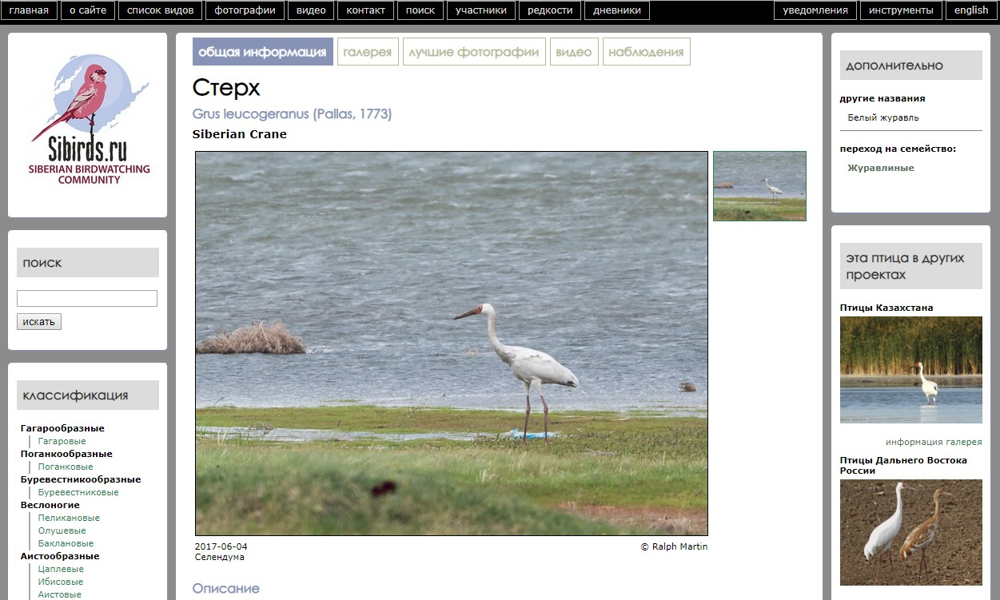 главная о сайте список видов фотографии видео контакт поиск участники редкости дневники уведомления инструменты english
Sibirds.ru
SIBERIAN BIRDWATCHING
COMMUNITY
поиск
искать
классификация
Гагарообразные
Гагаровые
Поганкообразные
Поганковые
Буревестникообразные
Буревестниковые
Веслоногие
Пеликановые
Олушевые
Баклановые
Аистообразные
Цаплевые
Ибисовые
Аистовые
общая информация галерея лучшие фотографии видео наблюдения
Стерх
Grus leucogeranus (Pallas, 1773)
Siberian Crane
2017-06-04 © Ralph Martin
Селендума
Описание
дополнительно
другие названия
Белый журавль
переход на семейство:
Журавлиные
эта птица в других
проектах
Птицы Казахстана
информация галерея
Птицы Дальнего Востока
России